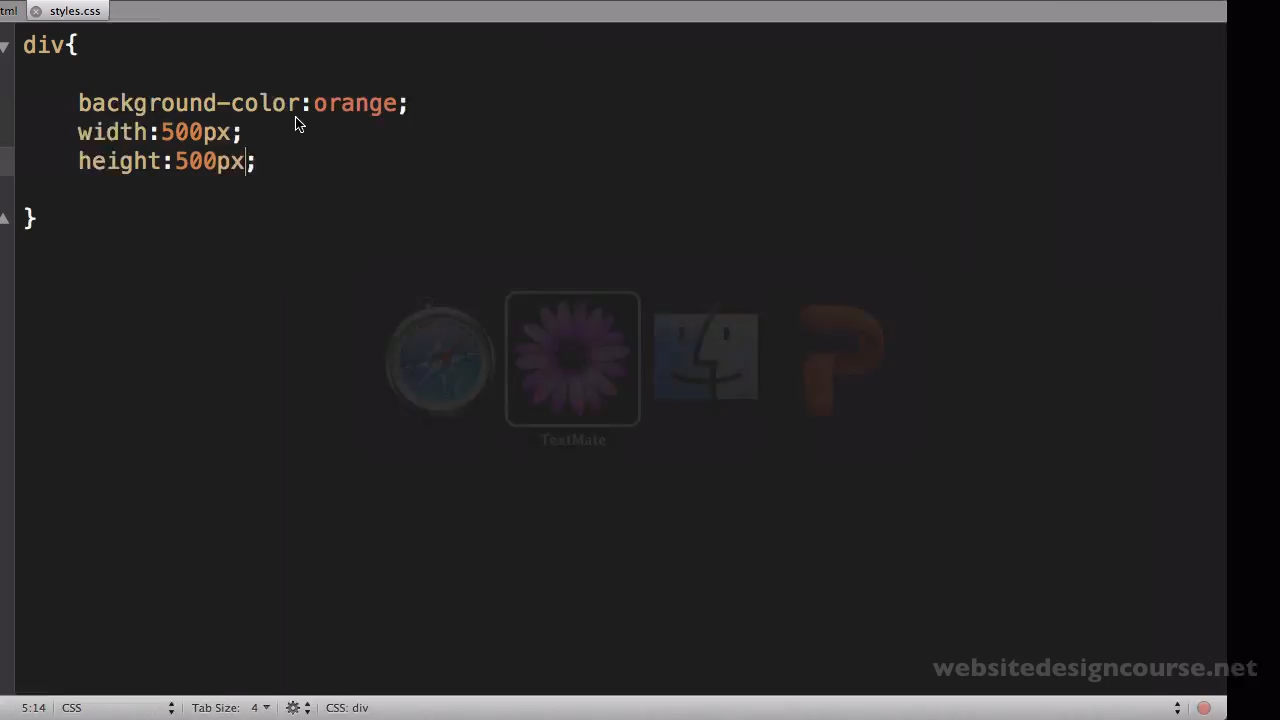 tml styles.css
div{
background-color:orange;
width:500px;
height:500px;
}
TextMate
websitedesigncourse.net
5:14 CSS Tab Size: 4 CSS: div